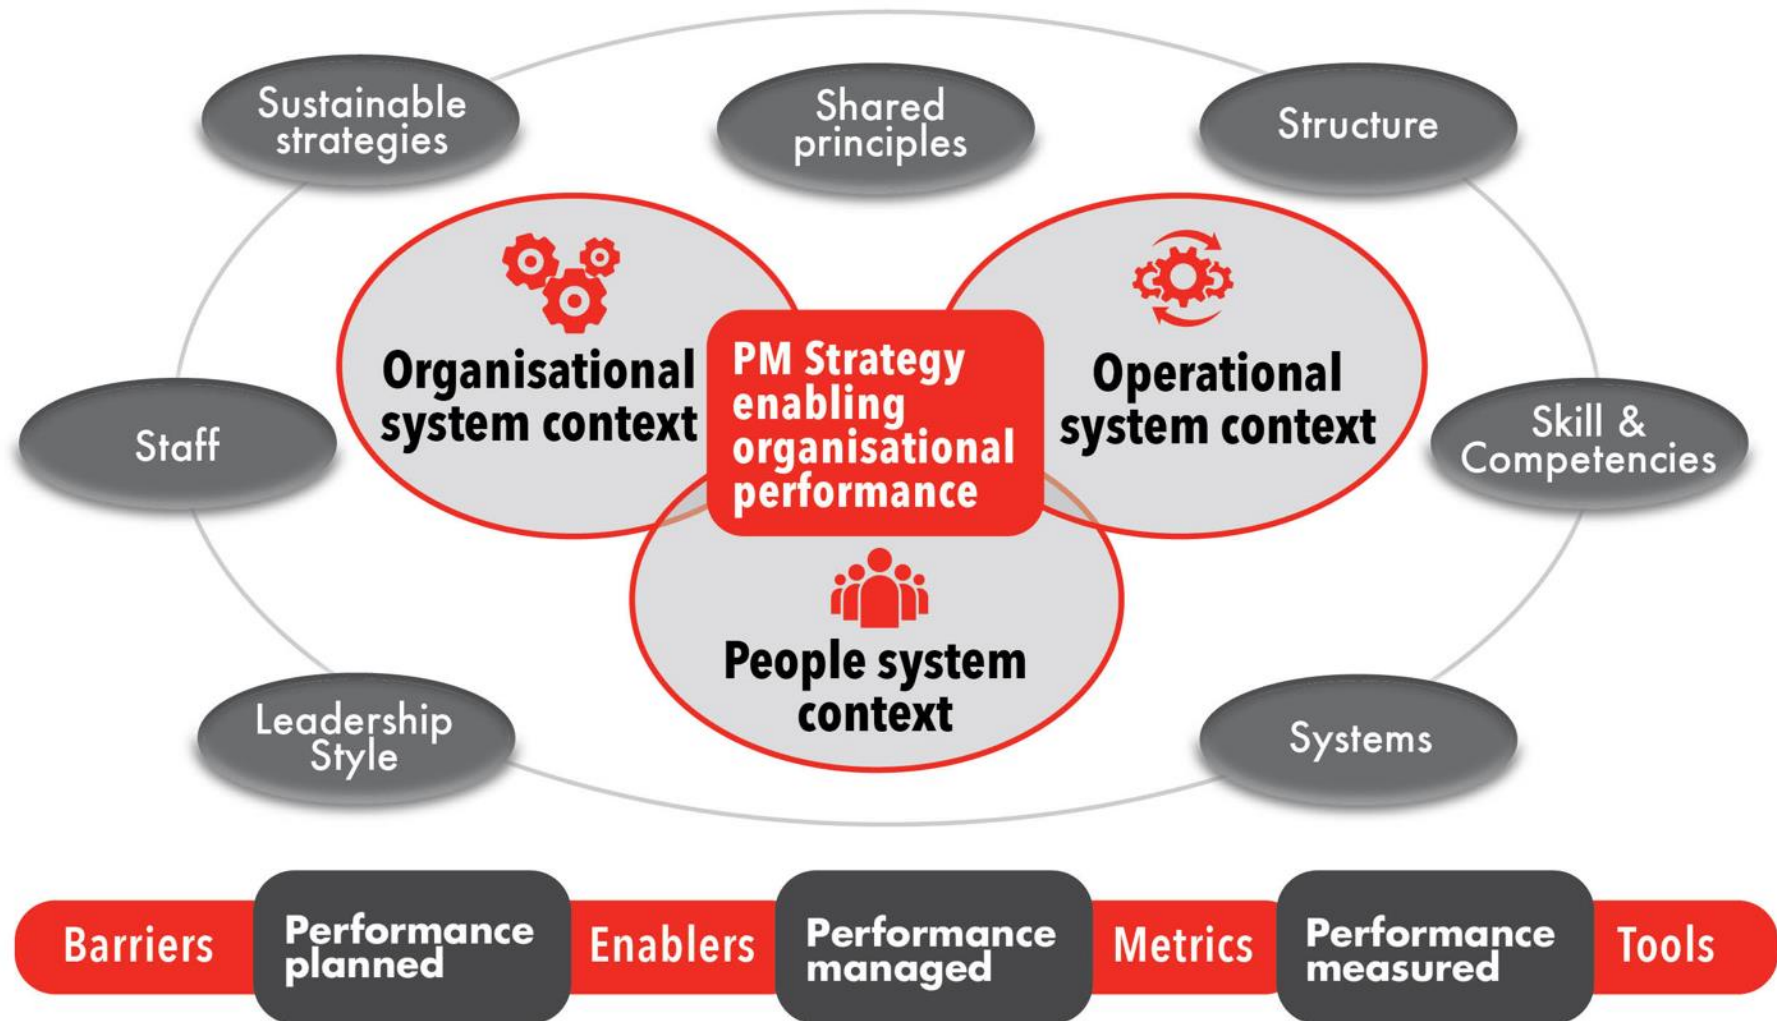 Sustainable
strategies
Shared
principles
Structure
Organisational
system context
PM Strategy
enabling
organisational
performance
Operational
system context
Staff
Skill &
Competencies
People system
context
Leadership
Style
Systems
Barriers
Performance
planned
Enablers
Performance
managed
Metrics
Performance
measured
Tools